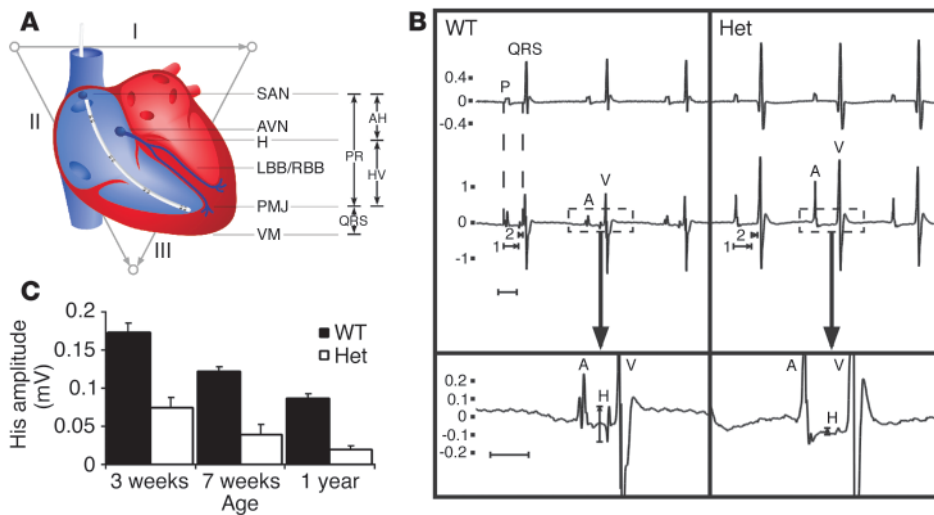 A
I
II
III
SAN
AVN
H
LBB/RBB
PMJ
VM
PR
AH
HV
QRS
B
WT
Het
QRS
P
0.4
0
-0.4
1
0
-1
A
V
2
1
A
V
2
1
A
V
H
A
V
H
0.2
0
-0.1
-0.2
C
His amplitude
(mV)
0.2
0.15
0.1
0.05
0
WT
Het
3 weeks 7 weeks 1 year
Age